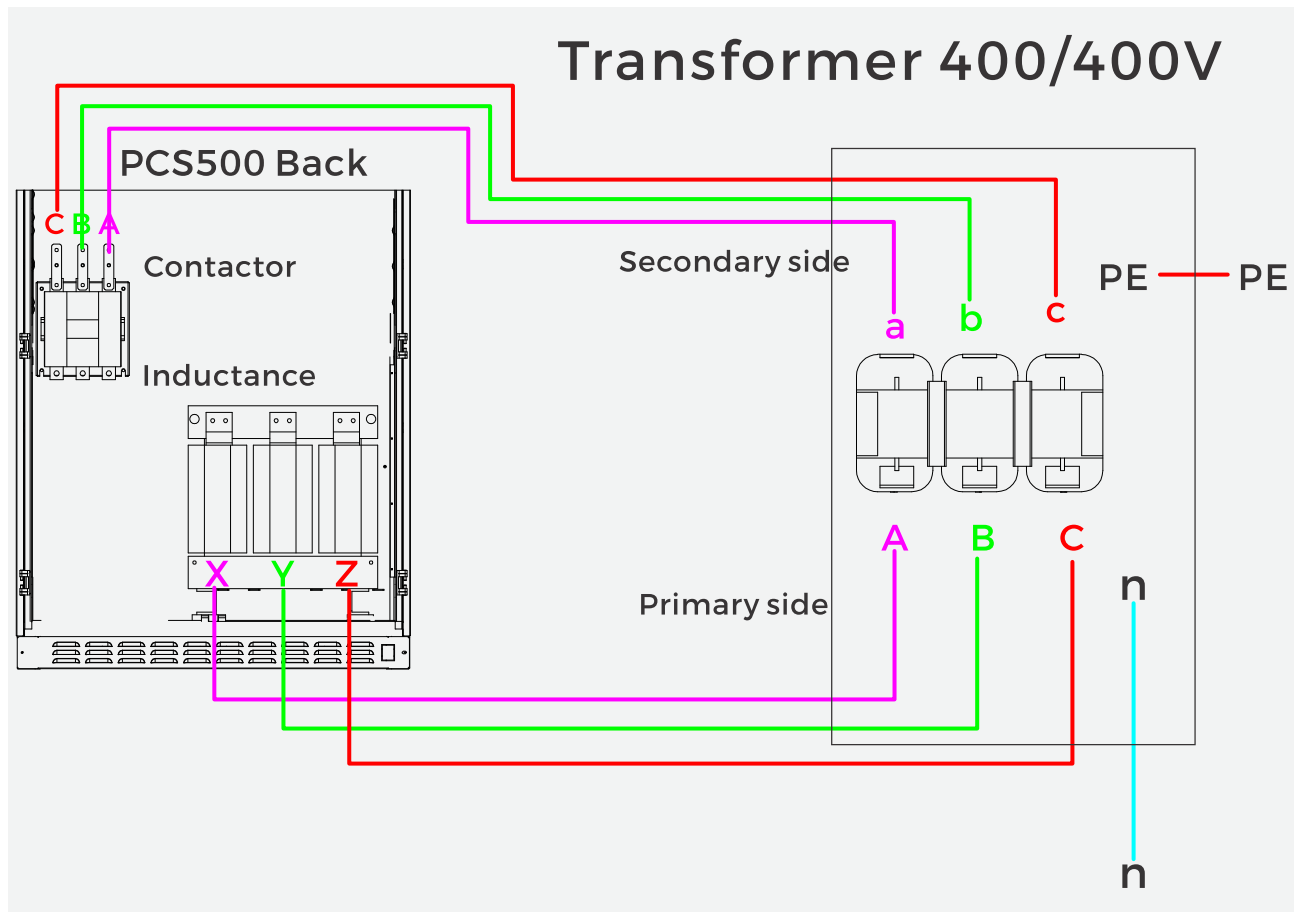 Transformer 400/400V
PCS500 Back
C B A
Contactor
Secondary side
PE PE
a b c
Inductance
A B C
X Y Z
n
Primary side
n